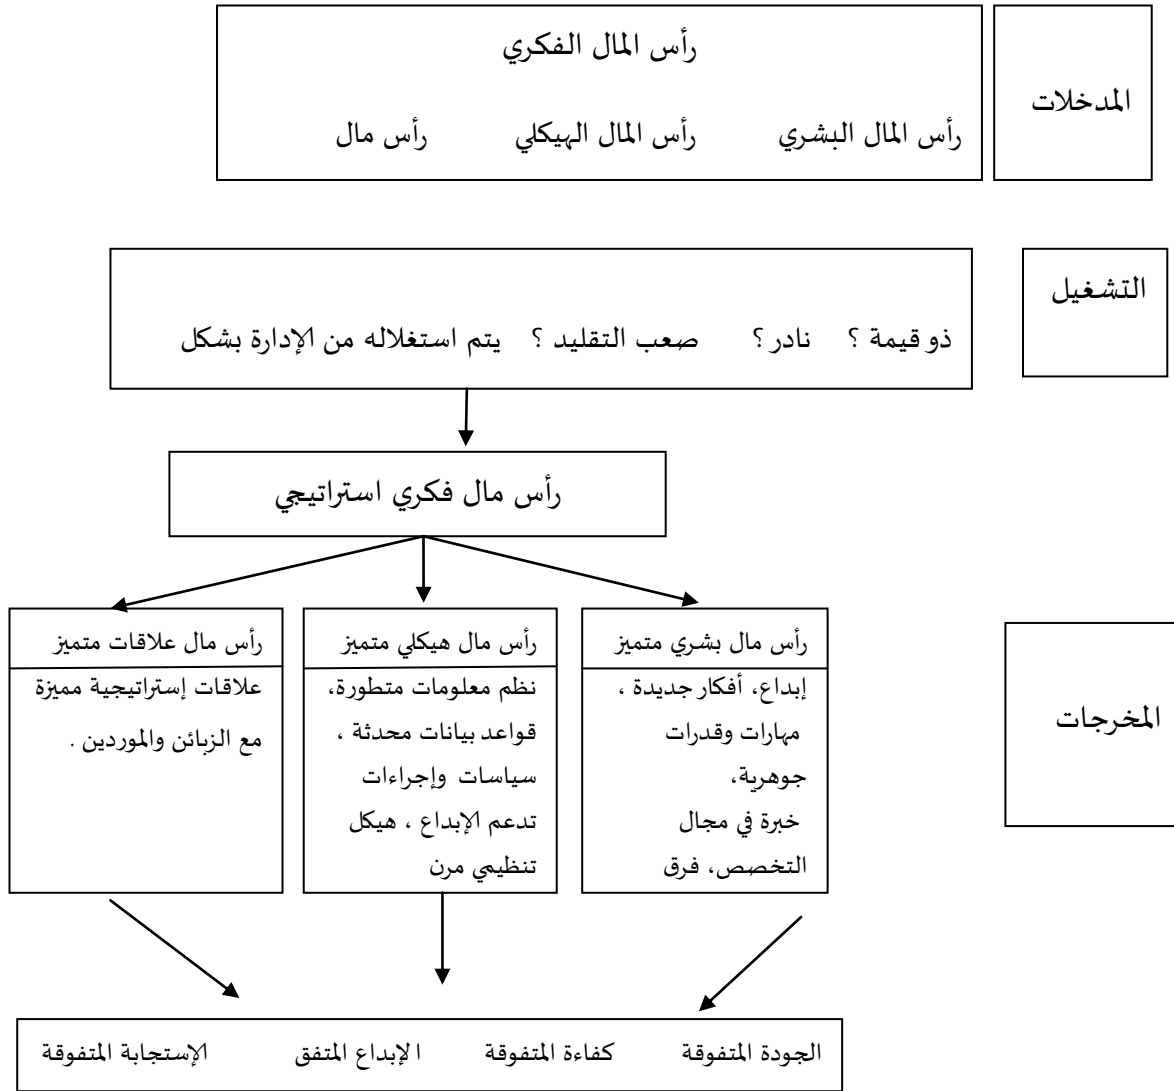 المدخلات
رأس المال الفكري
رأس المال البشري رأس المال الهيكلي رأس مال
التشغيل
ذو قيمة ؟ نادر ؟ صعب التقليد ؟ يتم استغلاله من الإدارة بشكل
رأس مال فكري استراتيجي
المخرجات
رأس مال بشري متميز
إبداع، أفكار جديدة ،
مهارات وقدرات
جوهرية،
خبرة في مجال
التخصص، فرق
رأس مال هيكلي متميز
نظم معلومات متطورة،
قواعد بيانات محدثة ،
سياسات وإجراءات
تدعم الإبداع ، هيكل
تنظيمي مرن
رأس مال علاقات متميز
علاقات إستراتيجية مميزة
مع الزبائن والموردين .
الجودة المتفوقة كفاءة المتفوقة الإبداع المتفق الإستجابة المتفوقة